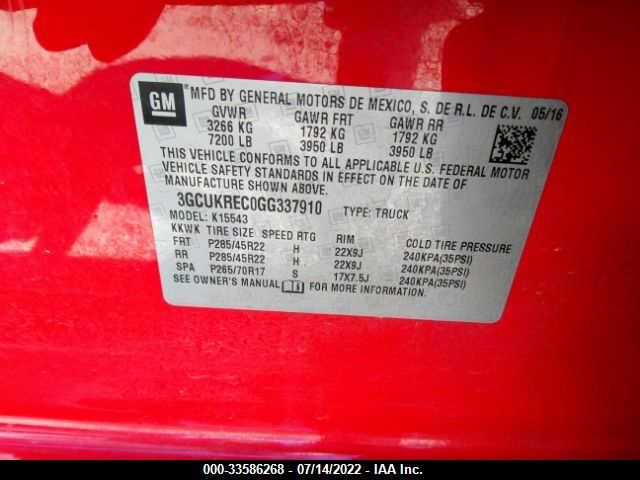 GM
MFD BY GENERAL MOTORS DE MEXICO, S. DE R.L. DE C.V. 05/16
GVWR GAWR FRT GAWR RR
3266 KG 1792 KG 1792 KG
7200 LB 3950 LB 3950 LB
THIS VEHICLE CONFORMS TO ALL APPLICABLE U.S. FEDERAL MOTOR
VEHICLE SAFETY STANDARDS IN EFFECT ON THE DATE OF
MANUFACTURE SHOWN ABOVE.
3GCUKREC0GG337910 TYPE: TRUCK
MODEL: K15543
KKWK TIRE SIZE SPEED RTG RIM COLD TIRE PRESSURE
FRT P285/45R22 H 22X9J 240KPA(35PSI)
RR P285/45R22 H 22X9J 240KPA(35PSI)
SPA P265/70R17 S 17X7.5J 240KPA(35PSI)
SEE OWNER'S MANUAL FOR MORE INFORMATION.
000-33586268 - 07/14/2022 - IAA Inc.